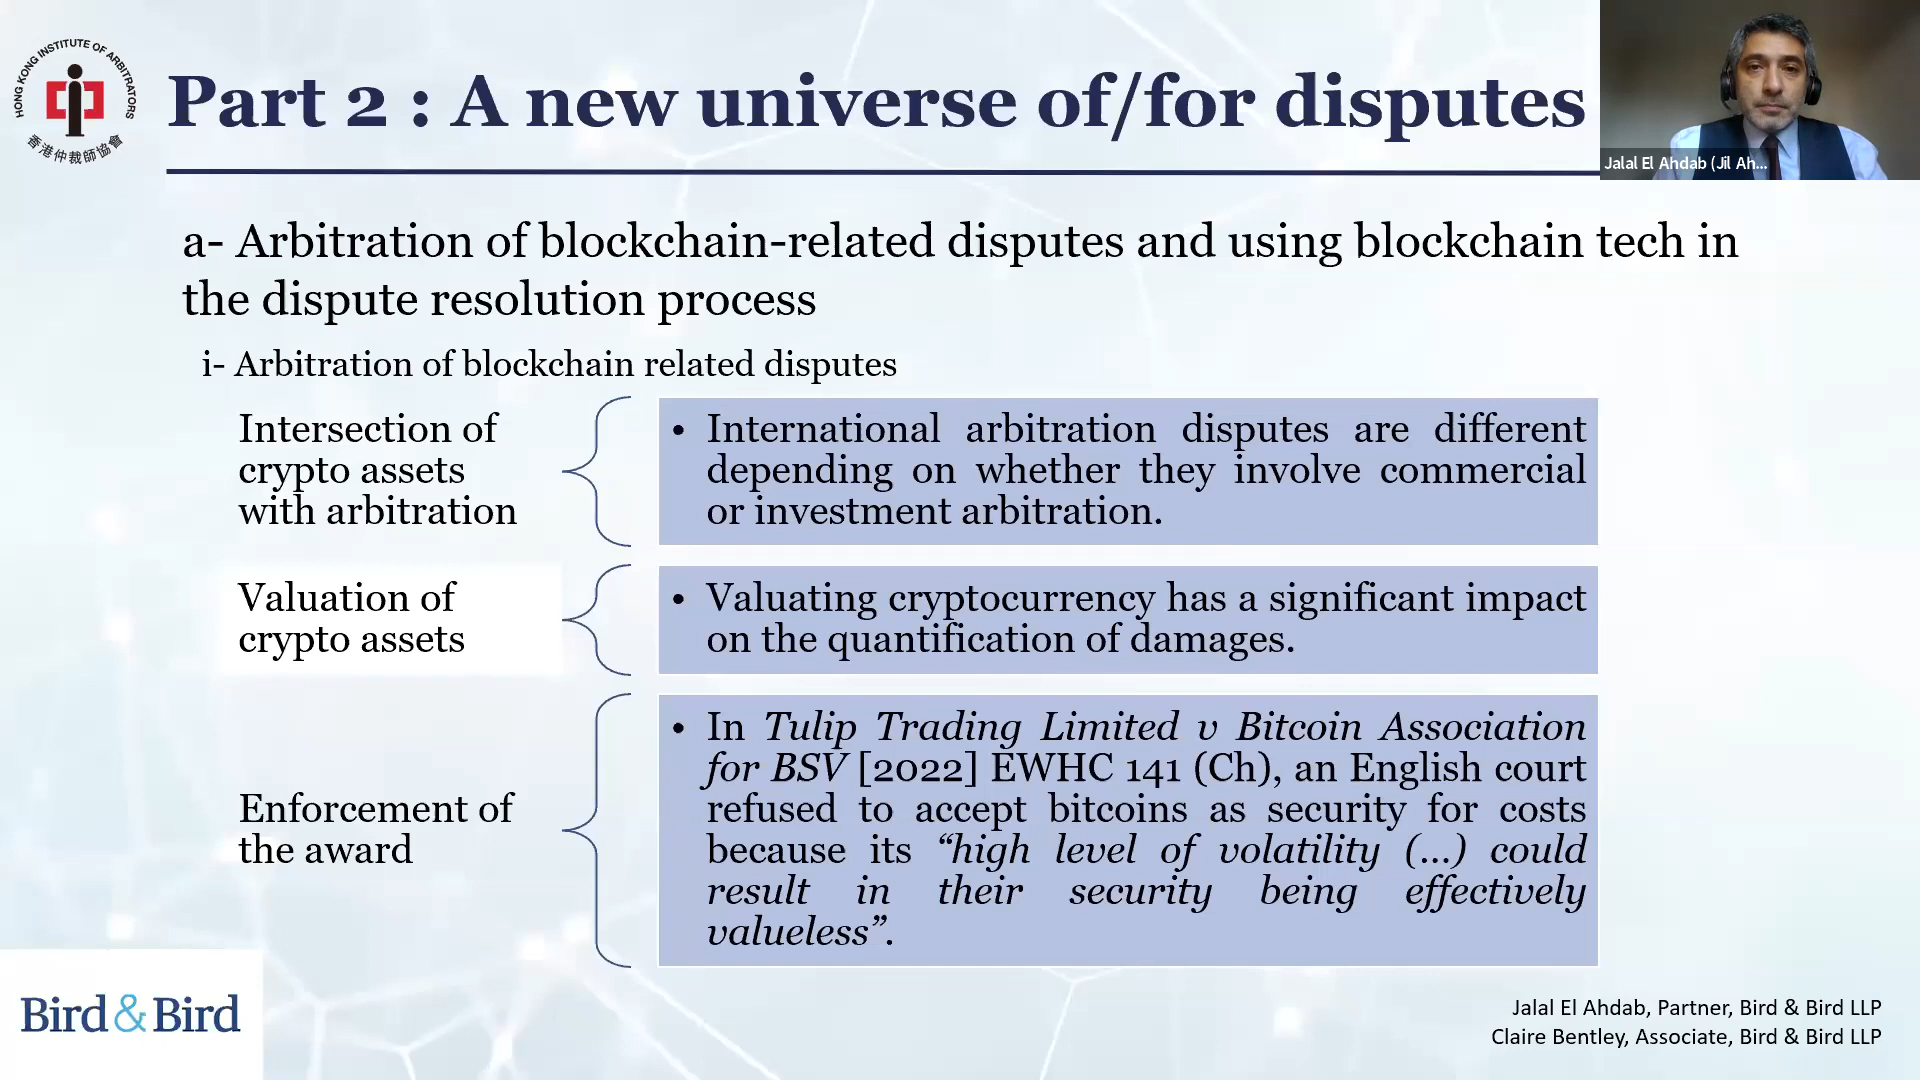 HONG KONG INSTITUTE OF ARBITRATORS
香港仲裁師協會
Part 2 : A new universe of/for disputes
Jalal El Ahdab (Jil Ah...
a- Arbitration of blockchain-related disputes and using blockchain tech in
the dispute resolution process
i- Arbitration of blockchain related disputes
Intersection of
crypto assets
with arbitration
• International arbitration disputes are different
depending on whether they involve commercial
or investment arbitration.
Valuation of
crypto assets
• Valuating cryptocurrency has a significant impact
on the quantification of damages.
Enforcement of
the award
• In Tulip Trading Limited v Bitcoin Association
for BSV [2022] EWHC 141 (Ch), an English court
refused to accept bitcoins as security for costs
because its “high level of volatility (...) could
result in their security being effectively
valueless”.
Bird & Bird
Jalal El Ahdab, Partner, Bird & Bird LLP
Claire Bentley, Associate, Bird & Bird LLP